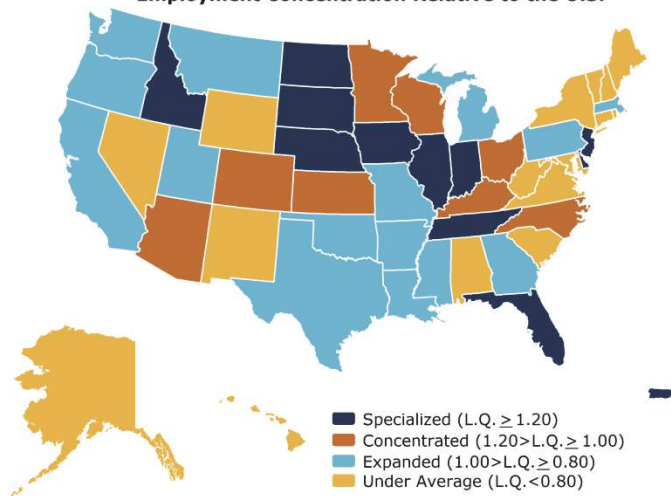 Employment Concentration Relative to the U.S.
Specialized (L.Q. ≥ 1.20)
Concentrated (1.20>L.Q. ≥ 1.00)
Expanded (1.00>L.Q. ≥ 0.80)
Under Average (L.Q.<0.80)